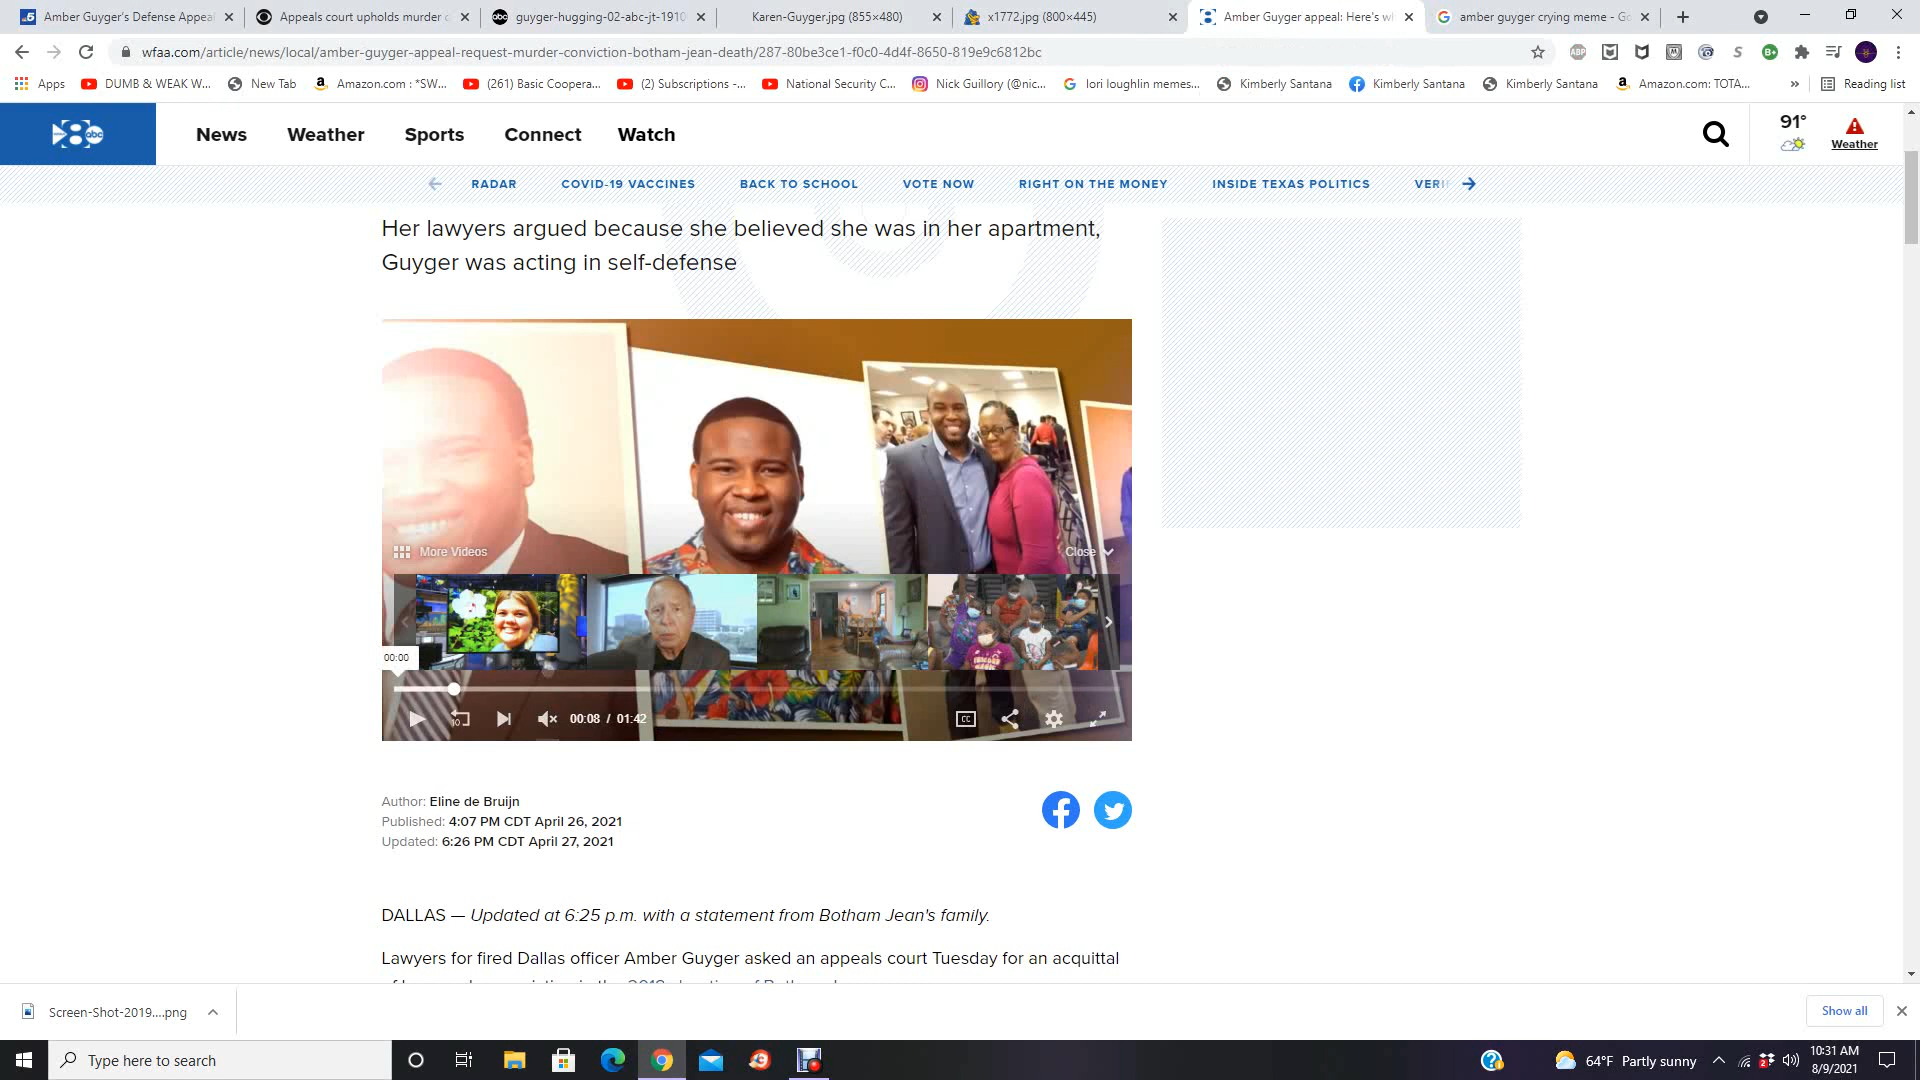 Amber Guyger's Defense Appeal
Appeals court upholds murder c
guyger-hugging-02-abc-jt-1910
Karen-Guyger.jpg (855×480)
x1772.jpg (800×445)
Amber Guyger appeal: Here's wh
amber guyger crying meme - Go
wfaa.com/article/news/local/amber-guyger-appeal-request-murder-conviction-botham-jean-death/287-80be3ce1-f0c0-4d4f-8650-819e9c6812bc
Apps
DUMB & WEAK W...
New Tab
Amazon.com : *SW...
(261) Basic Coopera...
(2) Subscriptions -...
National Security C...
Nick Guillory (@nic...
lori loughlin memes...
Kimberly Santana
Kimberly Santana
Kimberly Santana
Amazon.com: TOTA...
»
Reading list
8 abc
News
Weather
Sports
Connect
Watch
91°
Weather
RADAR
COVID-19 VACCINES
BACK TO SCHOOL
VOTE NOW
RIGHT ON THE MONEY
INSIDE TEXAS POLITICS
VERIF
Her lawyers argued because she believed she was in her apartment,
Guyger was acting in self-defense
More Videos
Close
00:00
10
00:08 / 01:42
CC
Author: Eline de Bruijn
Published: 4:07 PM CDT April 26, 2021
Updated: 6:26 PM CDT April 27, 2021
DALLAS — Updated at 6:25 p.m. with a statement from Botham Jean's family.
Lawyers for fired Dallas officer Amber Guyger asked an appeals court Tuesday for an acquittal
Screen-Shot-2019....png
Show all
Type here to search
64°F Partly sunny
10:31 AM
8/9/2021